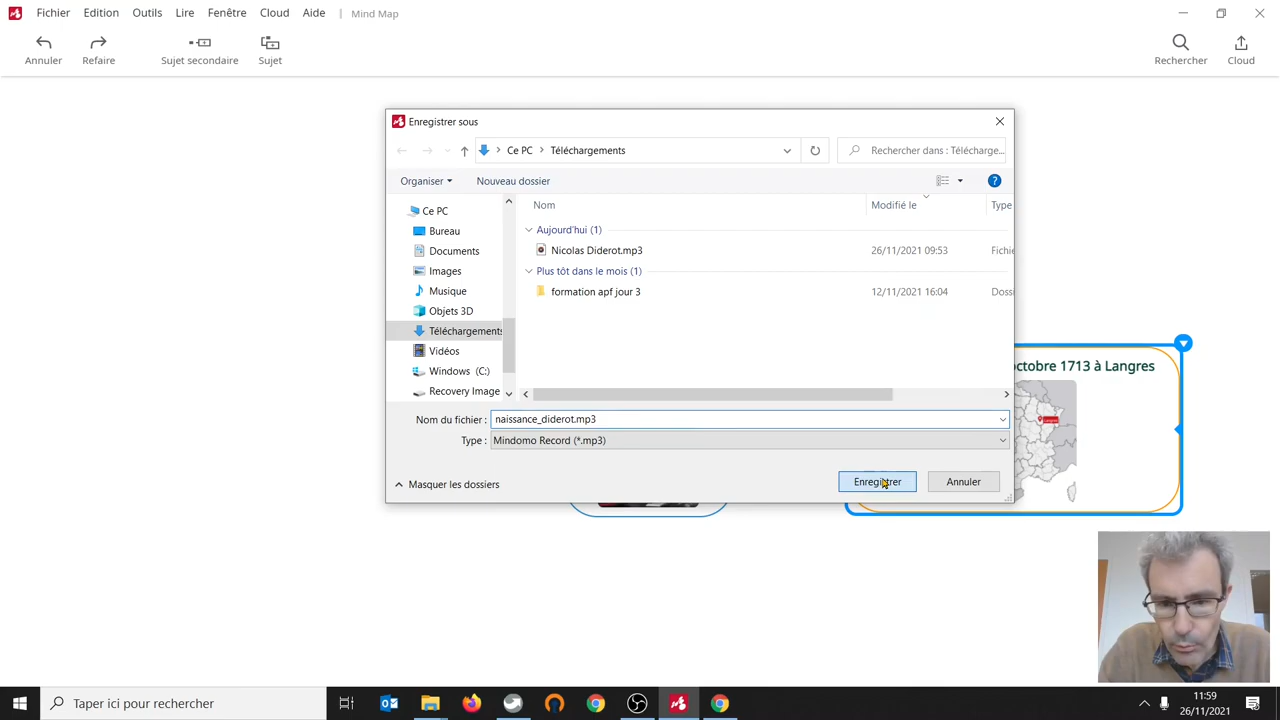 Fichier Edition Outils Lire Fenêtre Cloud Aide | Mind Map
Annuler Refaire Sujet secondaire Sujet Rechercher Cloud
Enregistrer sous
Ce PC > Téléchargements
Rechercher dans : Télécharge...
Organiser Nouveau dossier
Nom Modifié le Type
Ce PC
Bureau
Documents
Images
Musique
Objets 3D
Téléchargements
Vidéos
Windows (C:)
Recovery Image
Aujourd'hui (1)
Nicolas Diderot.mp3 26/11/2021 09:53 Fichie
Plus tôt dans le mois (1)
formation apf jour 3 12/11/2021 16:04 Dossi
Nom du fichier : naissance_diderot.mp3
Type : Mindomo Record (*.mp3)
Masquer les dossiers
Enregistrer Annuler
octobre 1713 à Langres
Taper ici pour rechercher
11:59
26/11/2021